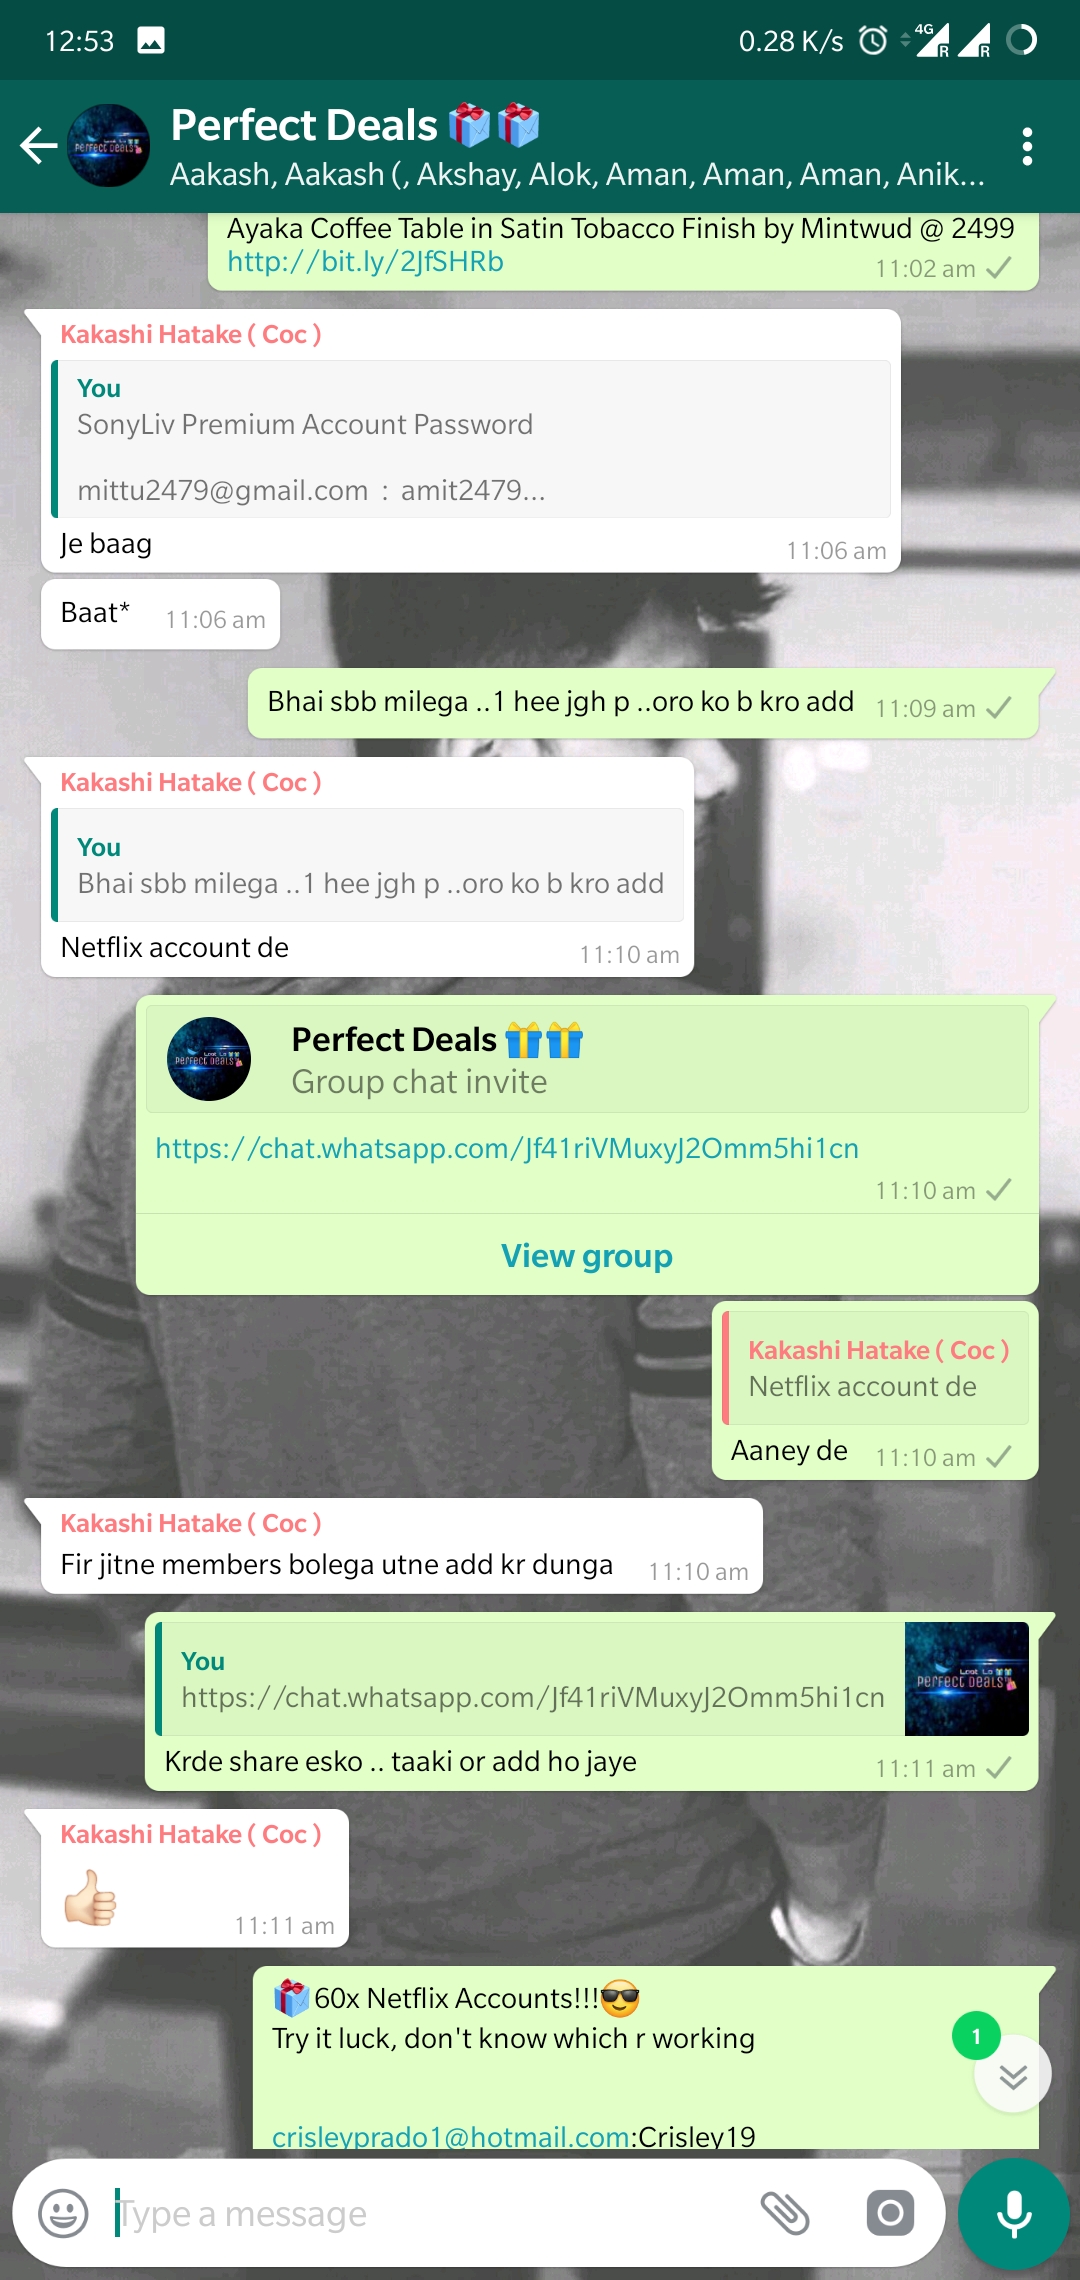 12:53
0.28 K/s
4G
R
R
Perfect Deals 🎁🎁
Aakash, Aakash (, Akshay, Alok, Aman, Aman, Aman, Anik...
Ayaka Coffee Table in Satin Tobacco Finish by Mintwud @ 2499
http://bit.ly/2JfSHRb
11:02 am
Kakashi Hatake ( Coc )
You
SonyLiv Premium Account Password
mittu2479@gmail.com : amit2479...
Je baag
11:06 am
Baat*
11:06 am
Bhai sbb milega ..1 hee jgh p ..oro ko b kro add
11:09 am
Kakashi Hatake ( Coc )
You
Bhai sbb milega ..1 hee jgh p ..oro ko b kro add
Netflix account de
11:10 am
Perfect Deals 🎁🎁
Group chat invite
https://chat.whatsapp.com/Jf41riVMuxyJ2Omm5hi1cn
11:10 am
View group
Kakashi Hatake ( Coc )
Netflix account de
Aaney de
11:10 am
Kakashi Hatake ( Coc )
Fir jitne members bolega utne add kr dunga
11:10 am
You
https://chat.whatsapp.com/Jf41riVMuxyJ2Omm5hi1cn
Loot Lo
PERFECT DEALS
Krde share esko .. taaki or add ho jaye
11:11 am
Kakashi Hatake ( Coc )
👍🏻
11:11 am
🎁60x Netflix Accounts!!!😎
Try it luck, don't know which r working
1
crisleyprado1@hotmail.com:Crisley19
Type a message